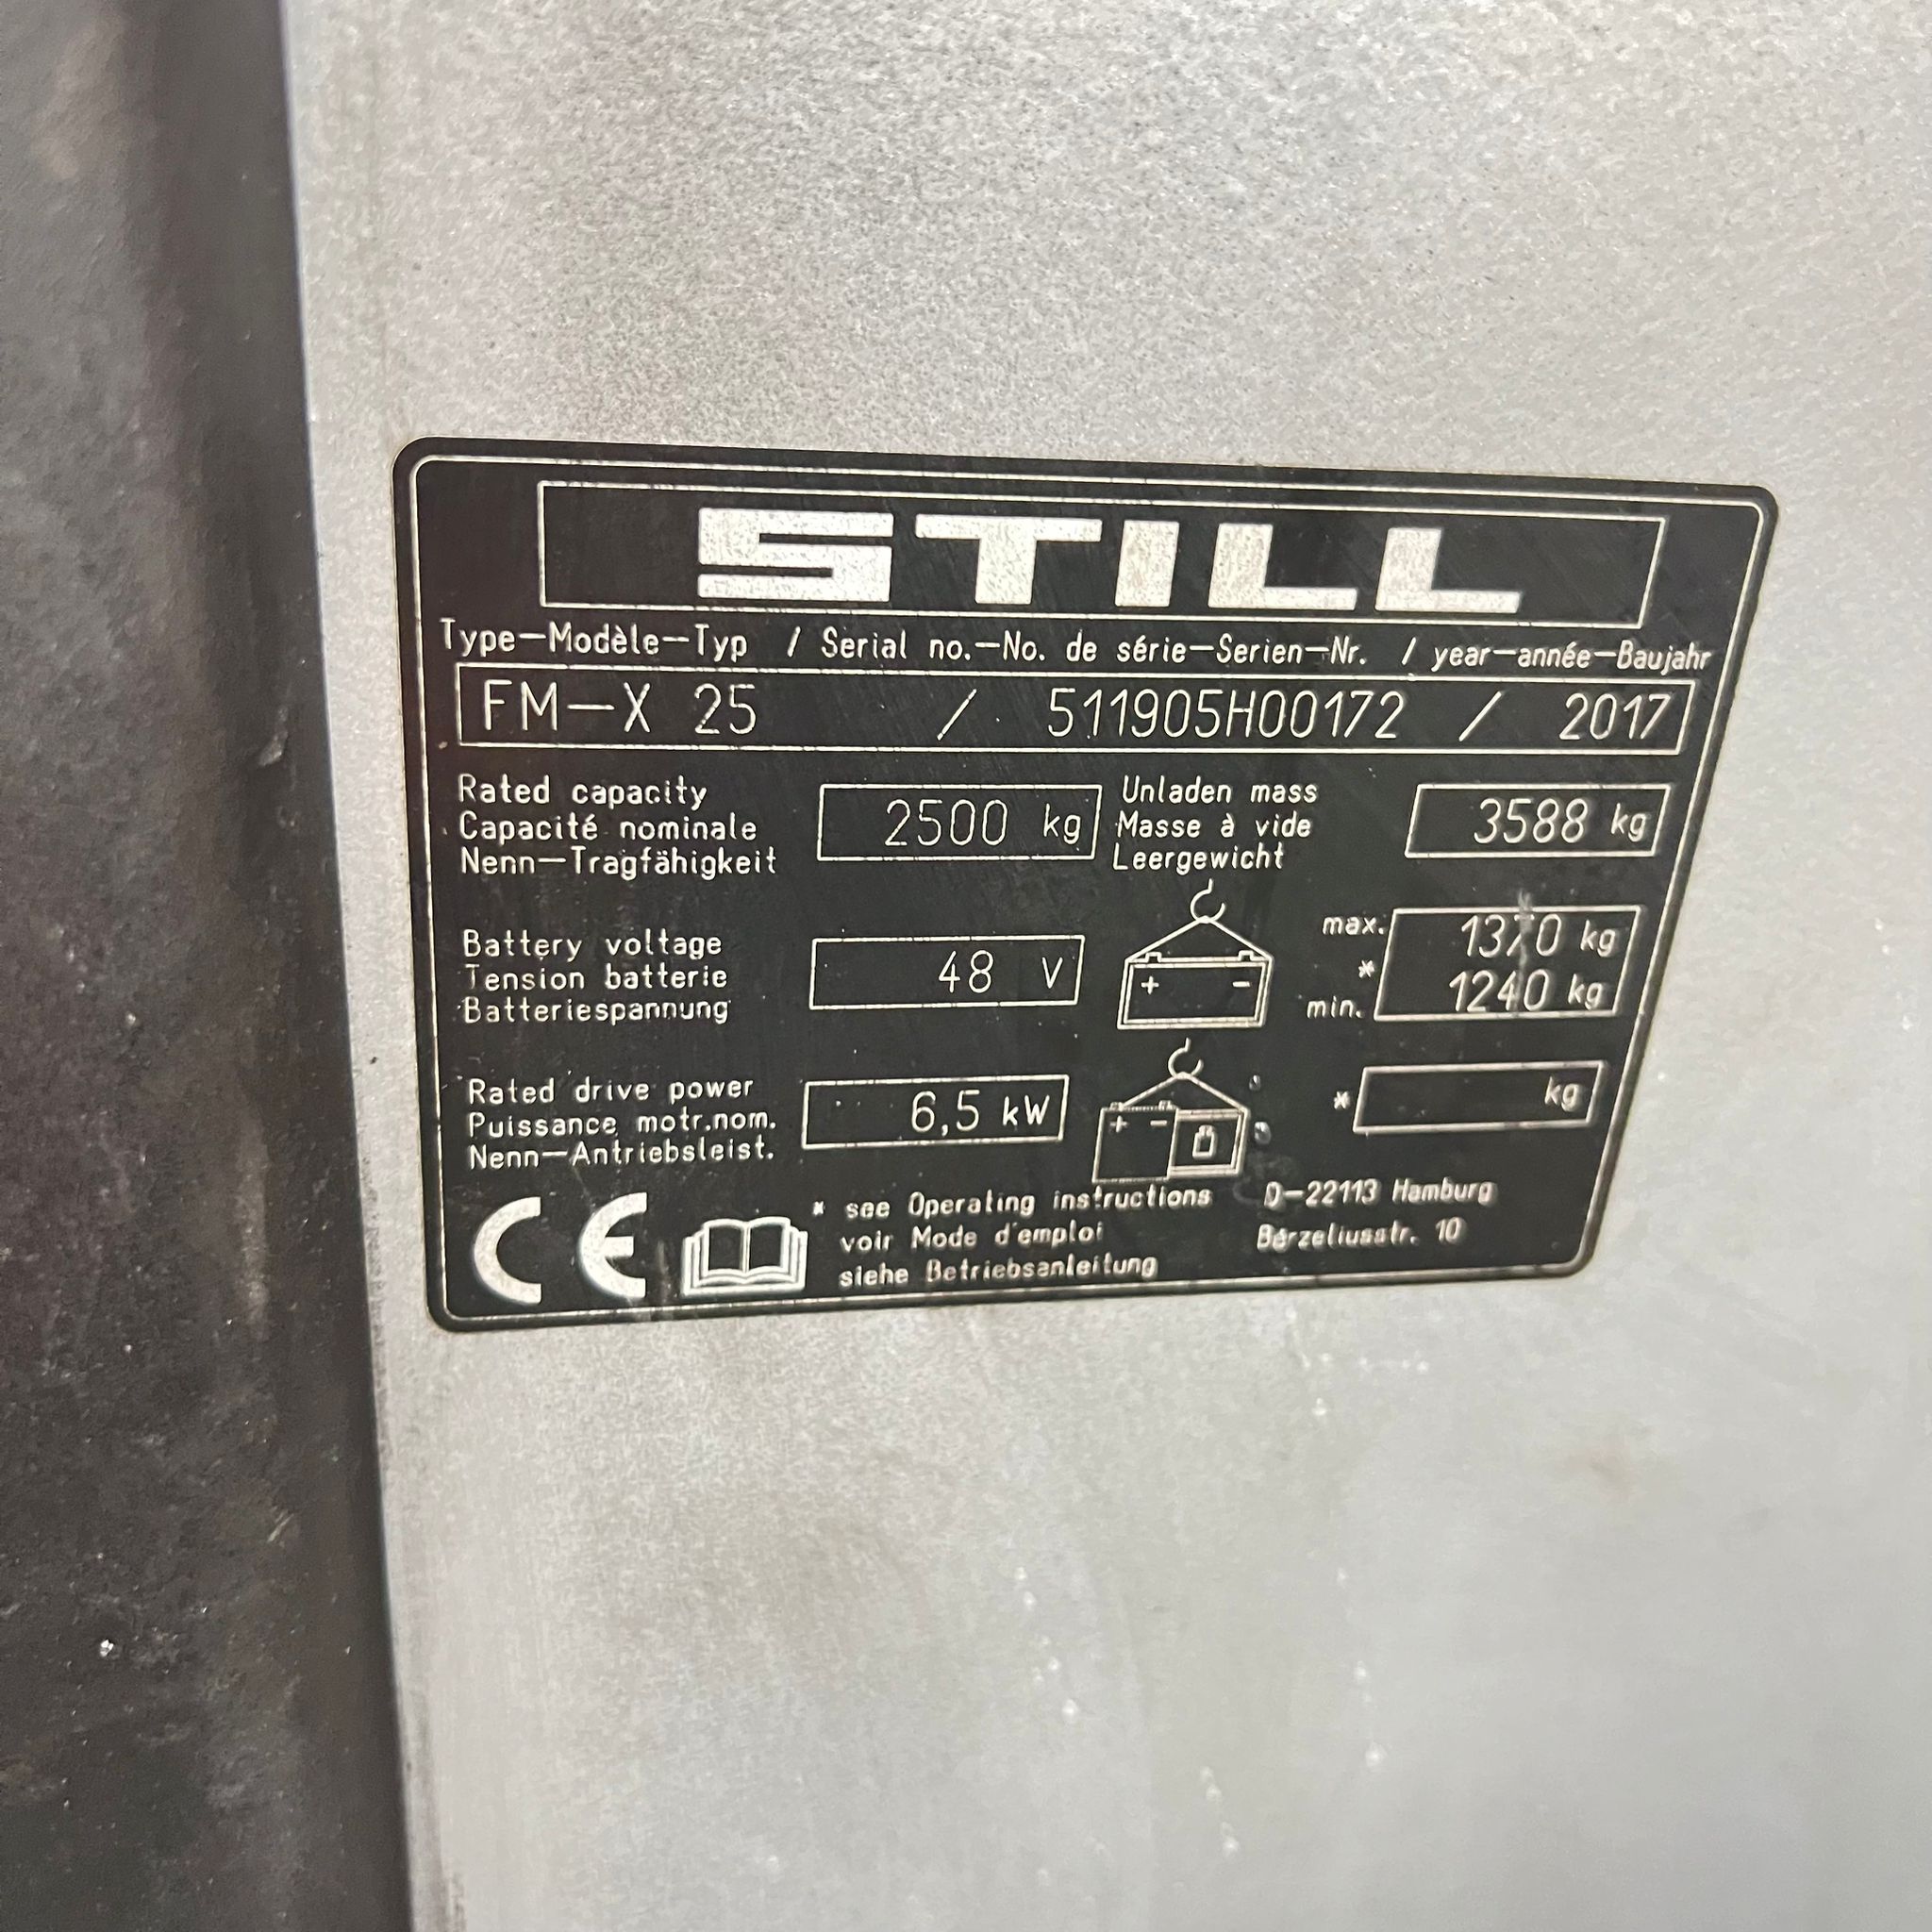 STILL
Type-Modèle-Typ / Serial no.-No. de série-Serien-Nr. / year-année-Baujahr
FM-X 25 / 511905H00172 / 2017
Rated capacity
Capacité nominale
Nenn-Tragfähigkeit
2500 kg
Unladen mass
Masse à vide
Leergewicht
3588 kg
Battery voltage
Tension batterie
Batteriespannung
48 V
+ -
max. 1370 kg
*
min. 1240 kg
Rated drive power
Puissance motr.nom.
Nenn-Antriebsleist.
6,5 kW
+ -
* kg
CE
* see Operating instructions
voir Mode d'emploi
siehe Betriebsanleitung
D-22113 Hamburg
Berzeliusstr. 10